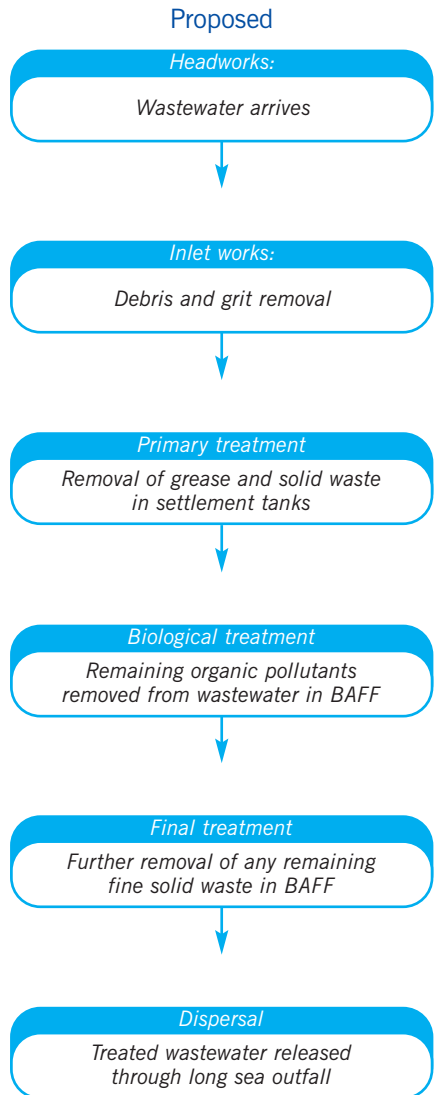 Proposed
Headworks:
Wastewater arrives
Inlet works:
Debris and grit removal
Primary treatment
Removal of grease and solid waste
in settlement tanks
Biological treatment
Remaining organic pollutants
removed from wastewater in BAFF
Final treatment
Further removal of any remaining
fine solid waste in BAFF
Dispersal
Treated wastewater released
through long sea outfall